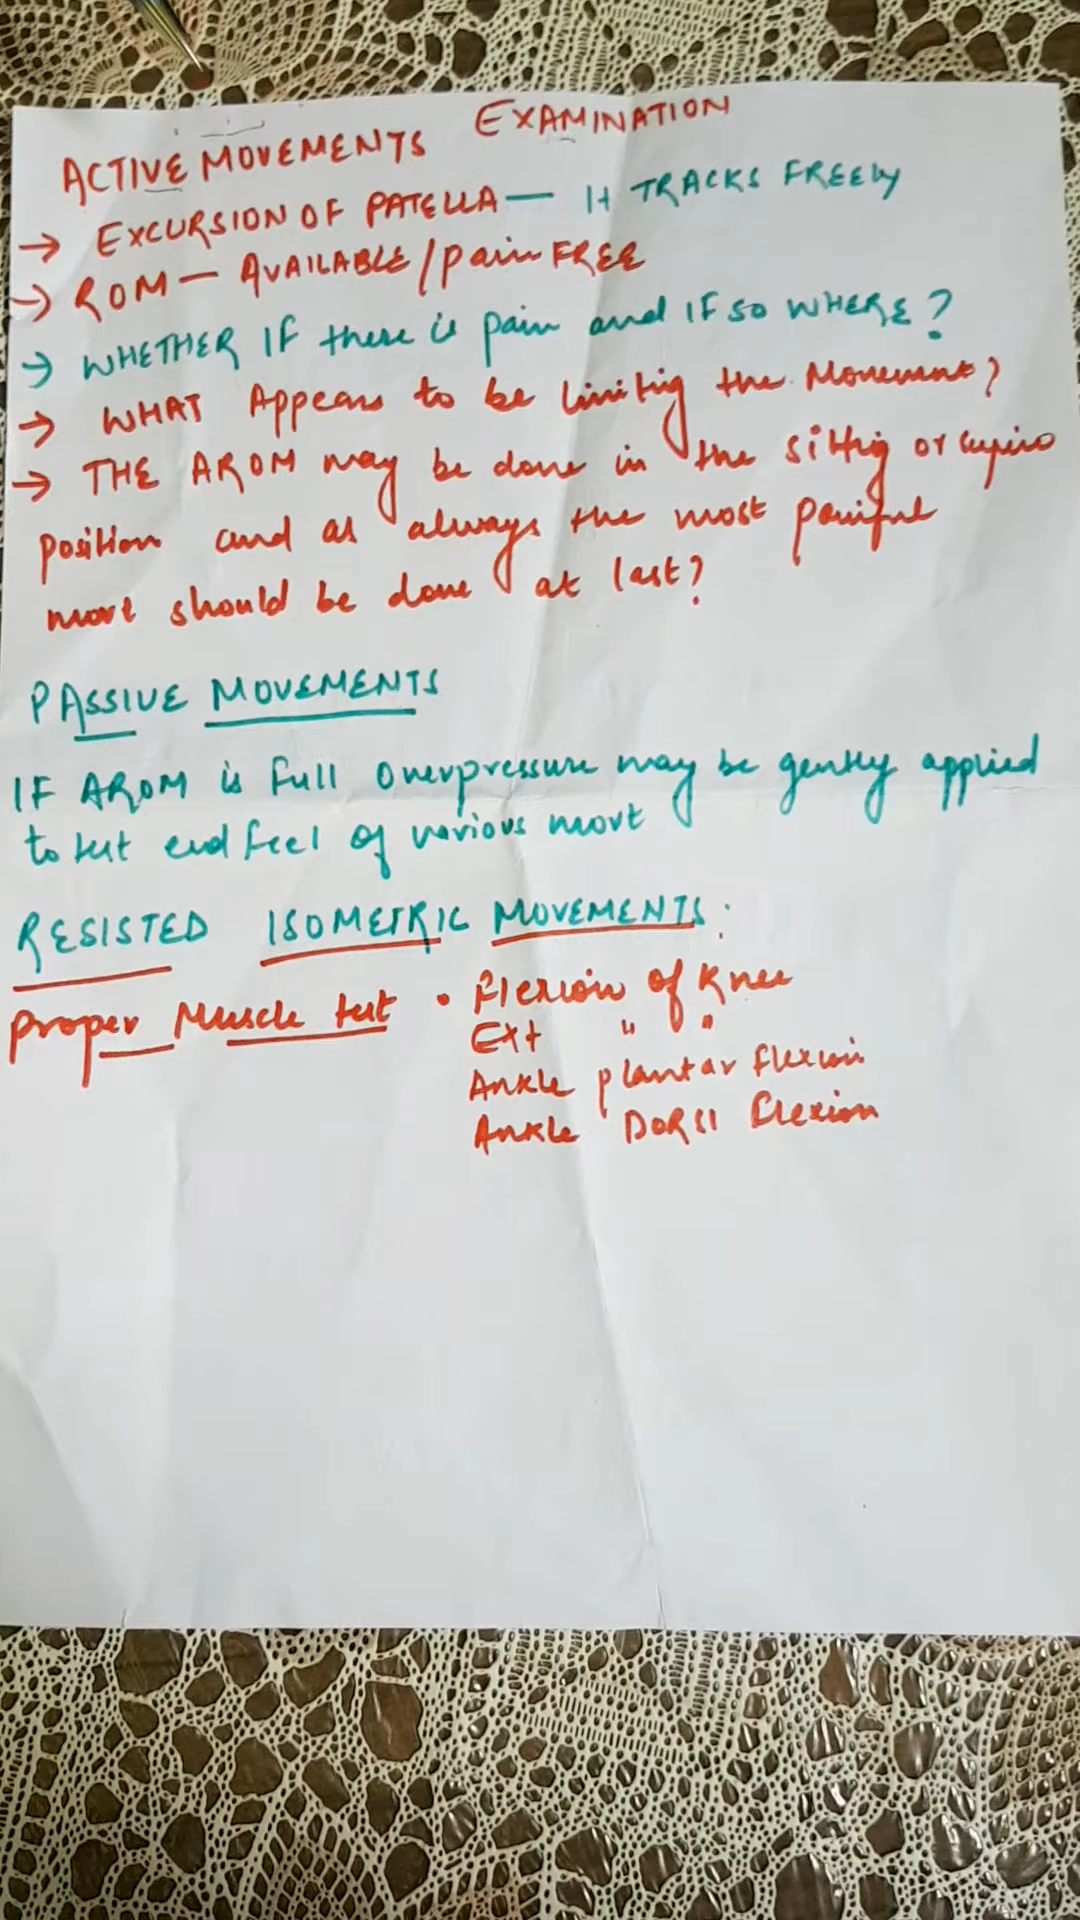 EXAMINATION
ACTIVE MOVEMENTS
→ EXCURSION OF PATELLA — It TRACKS FREELY
→ ROM — AVAILABLE / pain FREE
→ WHETHER IF there is pain and IF so WHERE?
→ WHAT Appears to be limiting the Movement?
→ THE AROM may be done in the sittig or lying
position and as always the most painful
movt should be done at last?
PASSIVE MOVEMENTS
IF AROM is full overpressure may be gently applied
to test end feel of various movt
RESISTED ISOMETRIC MOVEMENTS:
Proper Muscle test • Flexion of Knee
Ext " "
Ankle plantar flexion
Ankle DORSI flexion